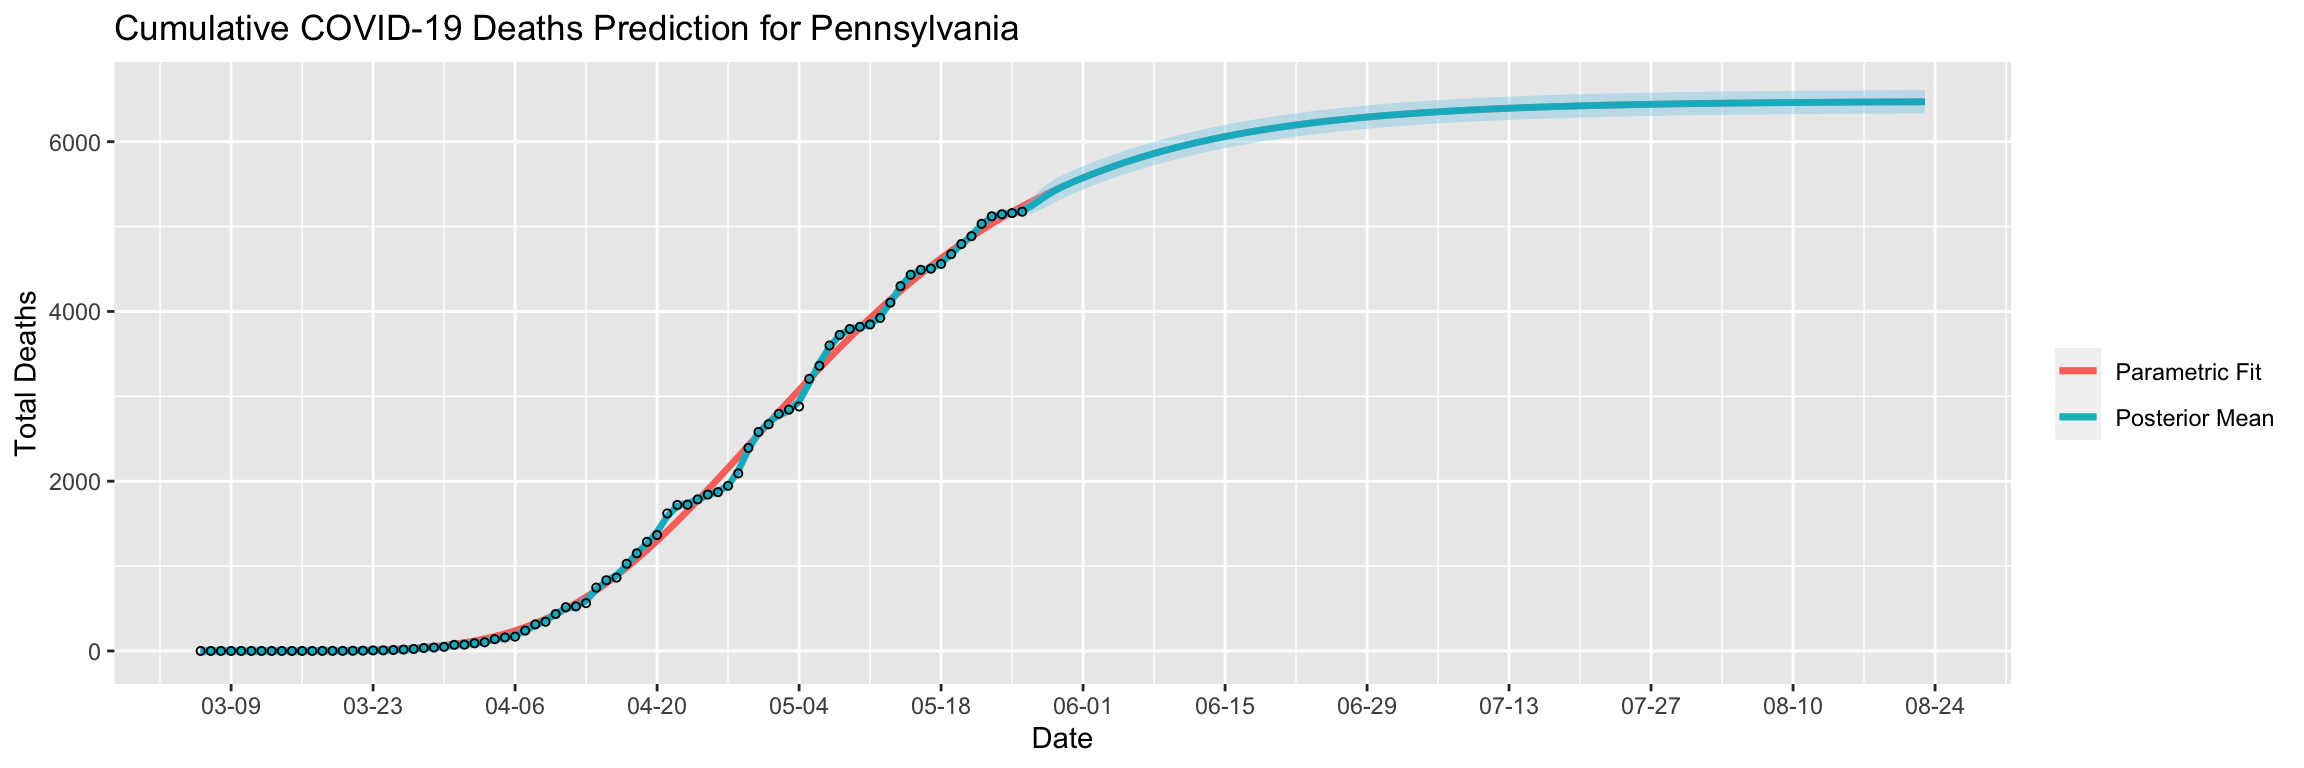 Cumulative COVID-19 Deaths Prediction for Pennsylvania
Total Deaths
6000
4000
2000
0
03-09 03-23 04-06 04-20 05-04 05-18 06-01 06-15 06-29 07-13 07-27 08-10 08-24
Date
Parametric Fit
Posterior Mean